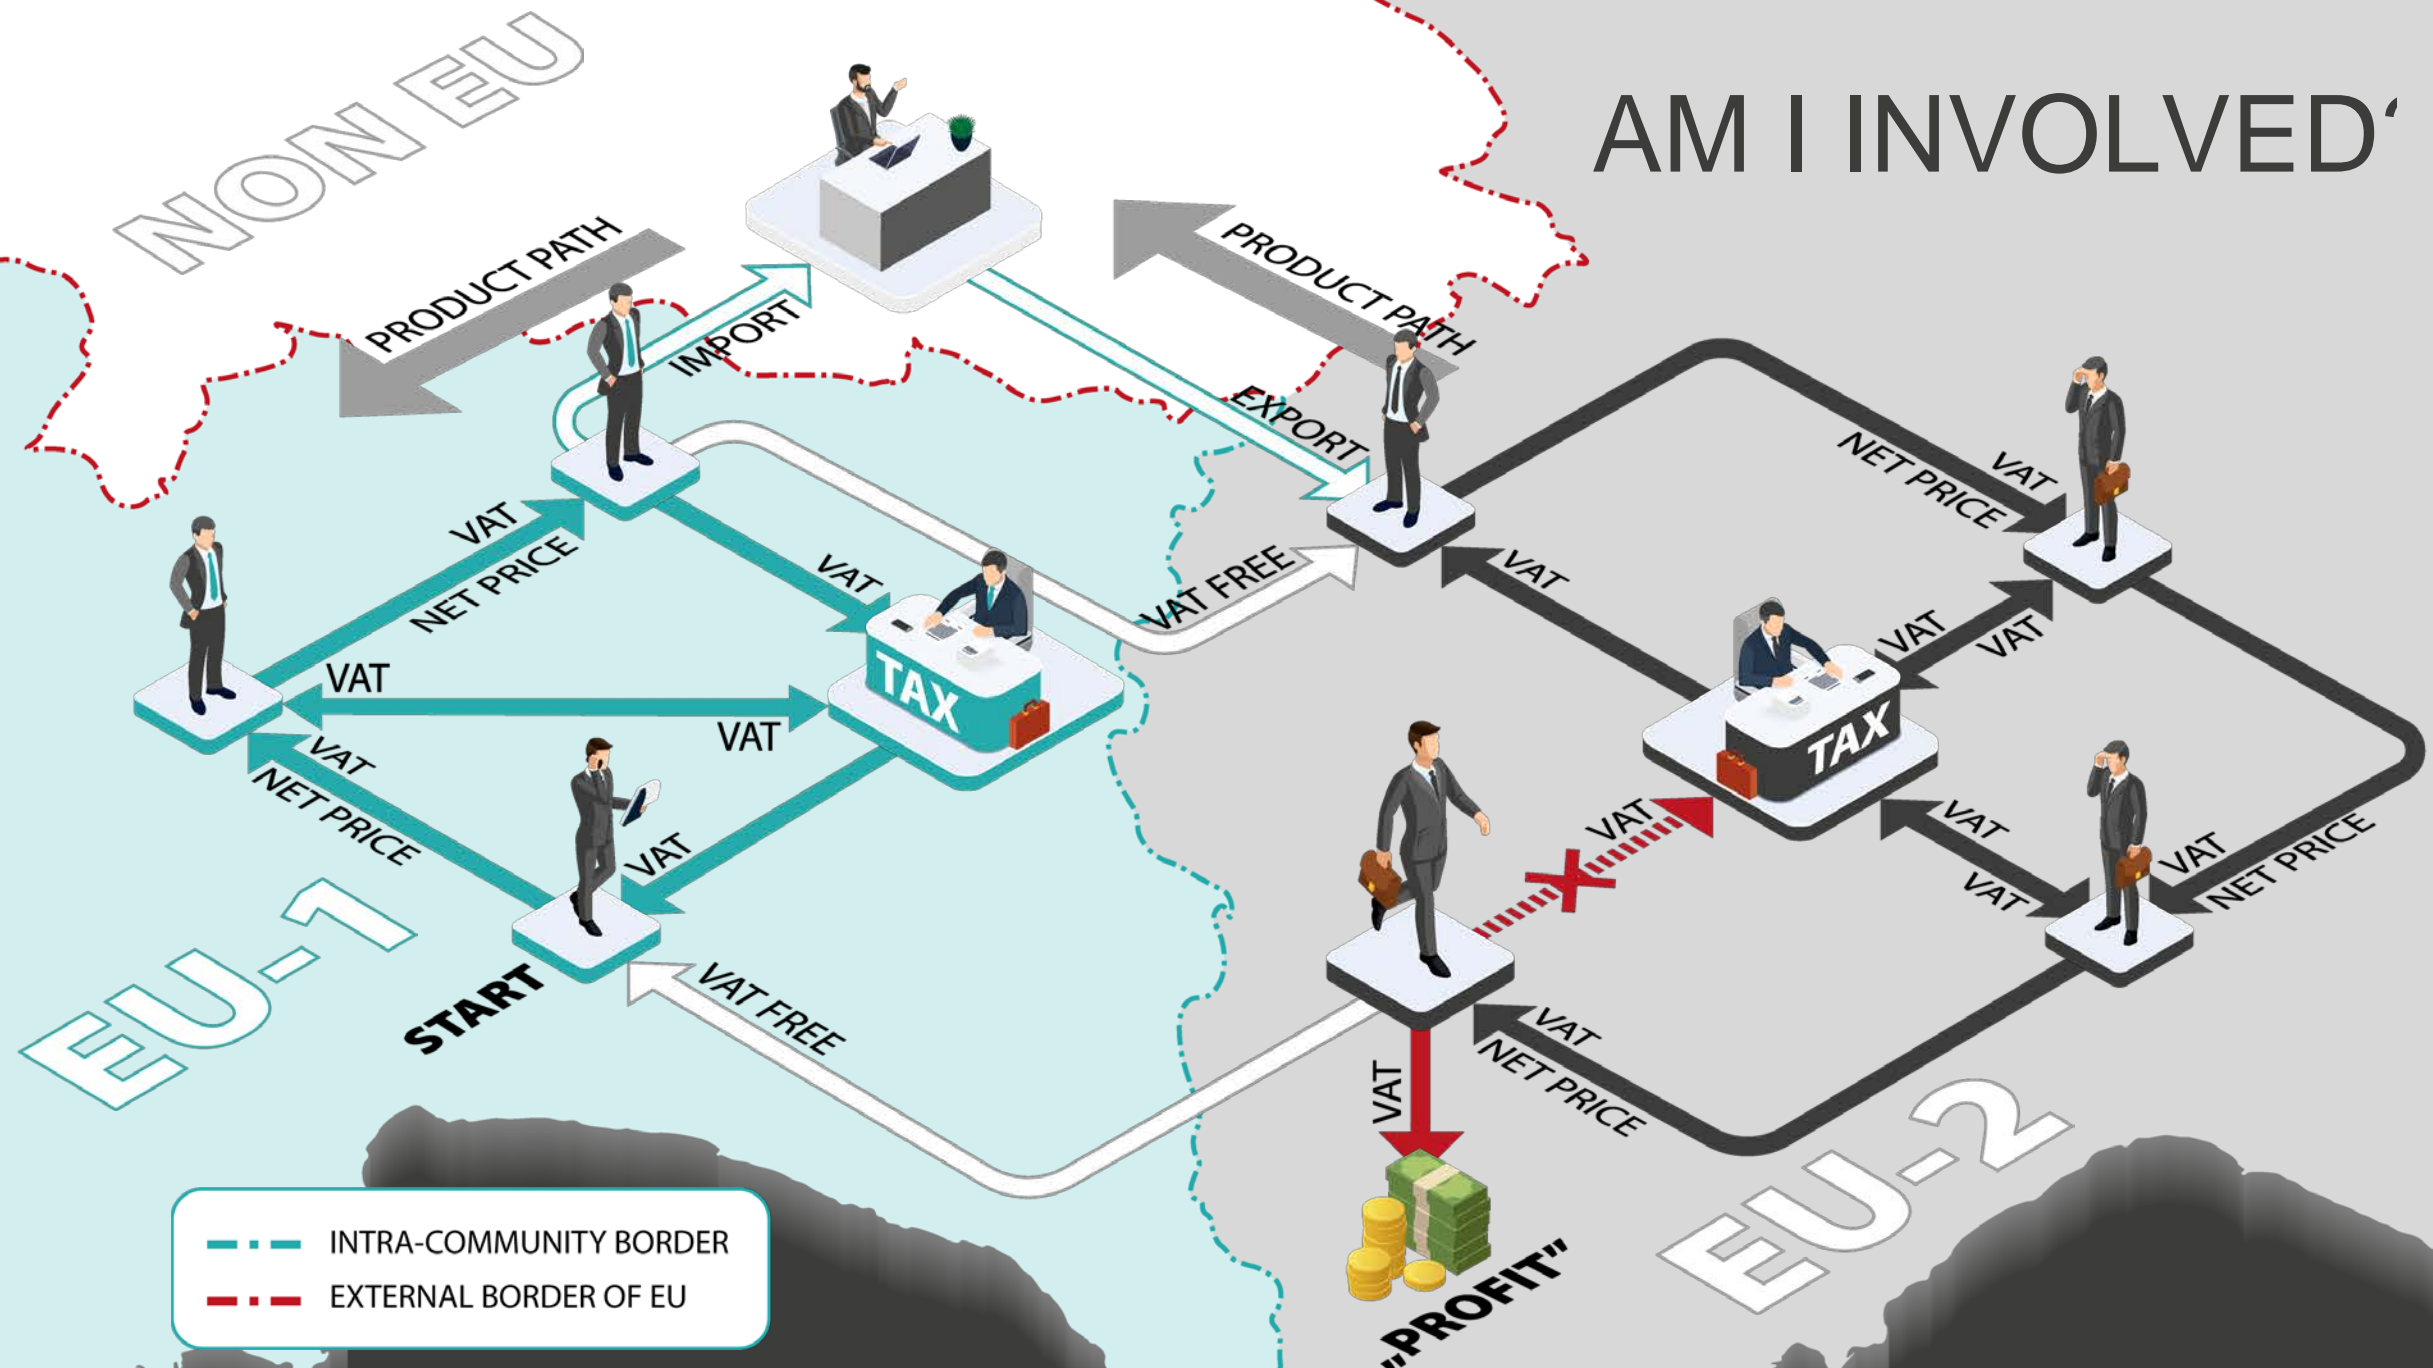 NON EU
AM I INVOLVED‘
PRODUCT PATH
PRODUCT PATH
IMPORT
EXPORT
VAT
NET PRICE
VAT
VAT FREE
VAT
NET PRICE
VAT
VAT
VAT
VAT
VAT
VAT
NET PRICE
VAT
TAX
TAX
VAT
VAT
VAT
VAT
NET PRICE
EU-1
START
VAT FREE
VAT
VAT
NET PRICE
EU-2
"PROFIT"
INTRA-COMMUNITY BORDER
EXTERNAL BORDER OF EU